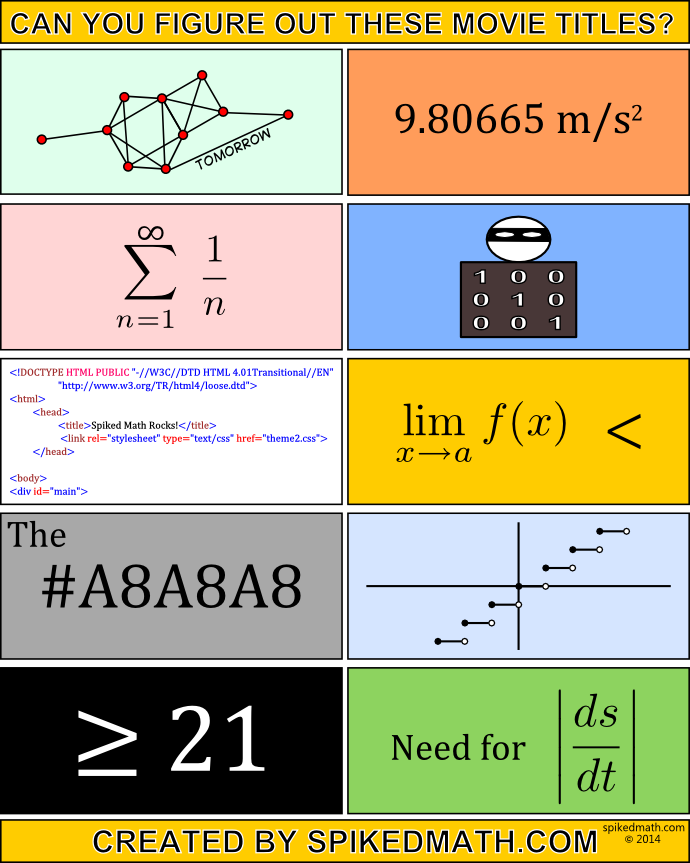 CAN YOU FIGURE OUT THESE MOVIE TITLES?
TOMORROW
9.80665 m/s²
∞
∑ 1/n
n=1
1 0 0
0 1 0
0 0 1
<!DOCTYPE HTML PUBLIC "-//W3C//DTD HTML 4.01Transitional//EN"
"http://www.w3.org/TR/html4/loose.dtd">
<html>
<head>
<title>Spiked Math Rocks!</title>
<link rel="stylesheet" type="text/css" href="theme2.css">
</head>
<body>
<div id="main">
lim f(x) <
x→a
The
#A8A8A8
≥ 21
Need for |ds/dt|
CREATED BY SPIKEDMATH.COM
spikedmath.com
© 2014